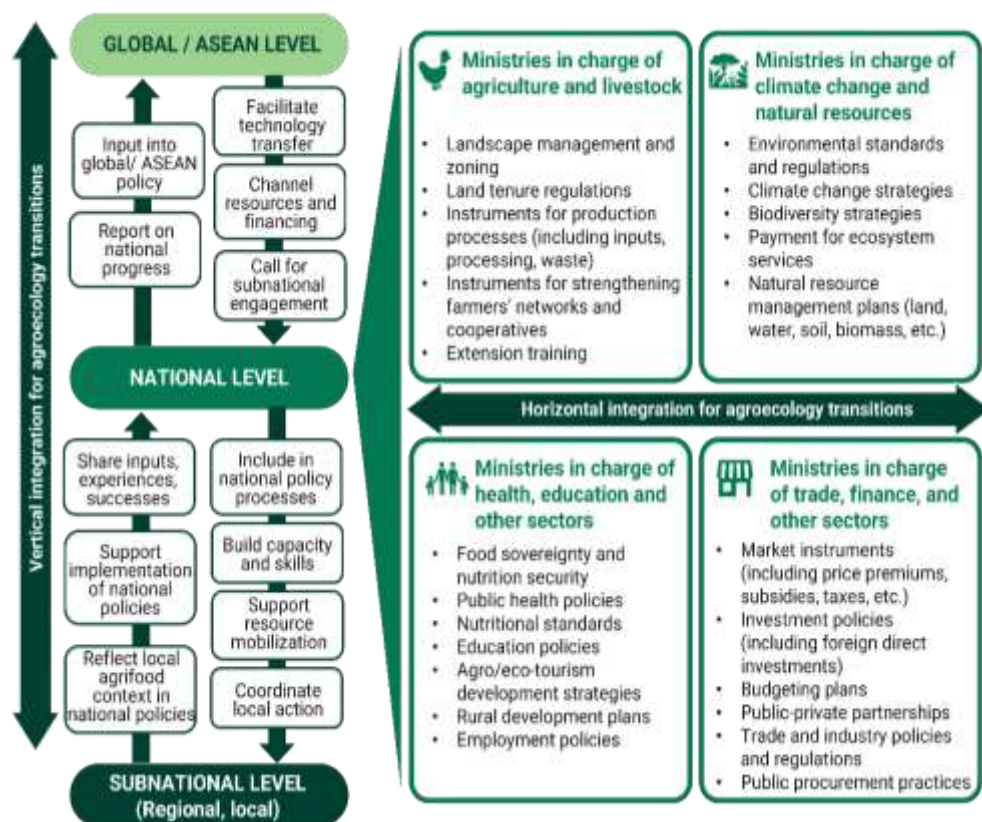 Vertical integration for agroecology transitions
GLOBAL / ASEAN LEVEL
Input into
global/ ASEAN
policy
Report on
national
progress
Facilitate
technology
transfer
Channel
resources and
financing
Call for
subnational
engagement
NATIONAL LEVEL
Share inputs,
experiences,
successes
Support
implementation
of national
policies
Reflect local
agrifood
context in
national policies
Include in
national policy
processes
Build capacity
and skills
Support
resource
mobilization
Coordinate
local action
SUBNATIONAL LEVEL
(Regional, local)
Ministries in charge of
agriculture and livestock
• Landscape management and
zoning
• Land tenure regulations
• Instruments for production
processes (including inputs,
processing, waste)
• Instruments for strengthening
farmers' networks and
cooperatives
• Extension training
Ministries in charge of
climate change and
natural resources
• Environmental standards
and regulations
• Climate change strategies
• Biodiversity strategies
• Payment for ecosystem
services
• Natural resource
management plans (land,
water, soil, biomass, etc.)
Horizontal integration for agroecology transitions
Ministries in charge of
health, education and
other sectors
• Food sovereignty and
nutrition security
• Public health policies
• Nutritional standards
• Education policies
• Agro/eco-tourism
development strategies
• Rural development plans
• Employment policies
Ministries in charge
of trade, finance, and
other sectors
• Market instruments
(including price premiums,
subsidies, taxes, etc.)
• Investment policies
(including foreign direct
investments)
• Budgeting plans
• Public-private partnerships
• Trade and industry policies
and regulations
• Public procurement practices